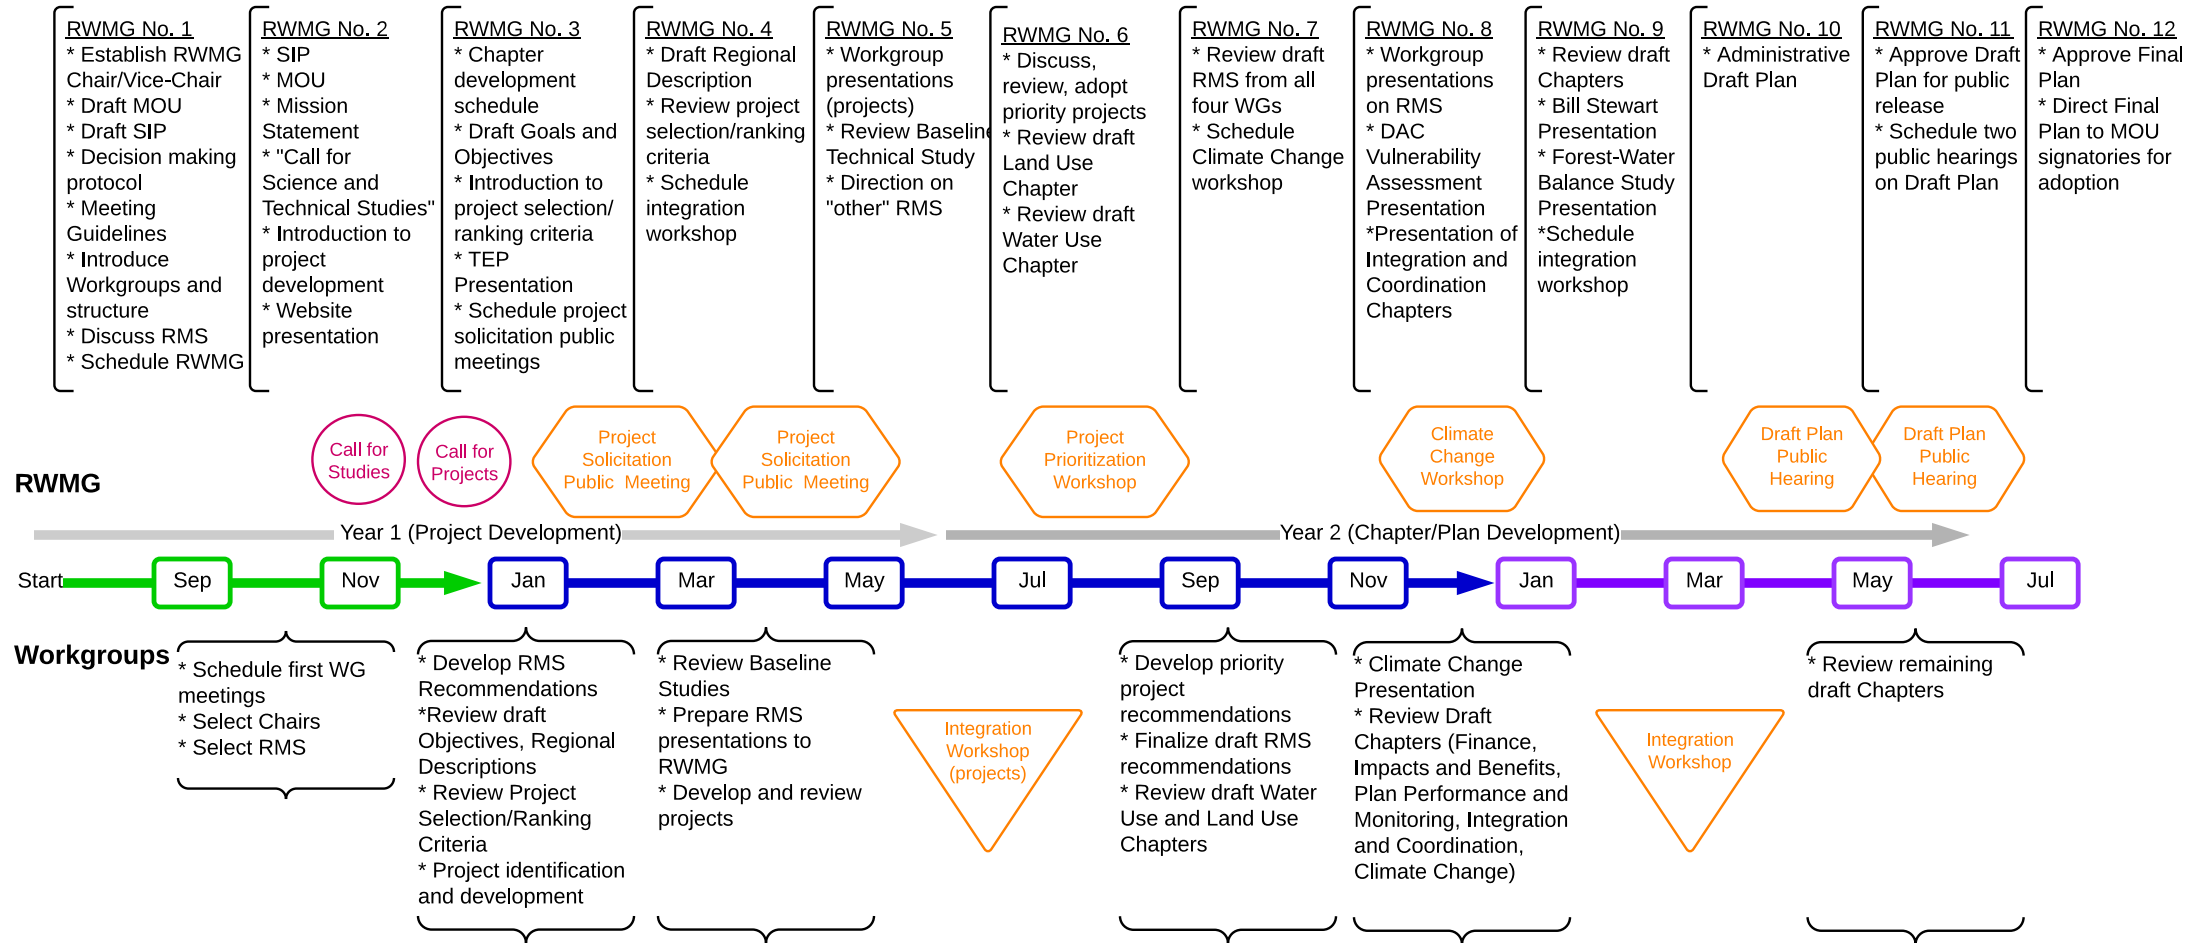 RWMG No. 1
* Establish RWMG
Chair/Vice-Chair
* Draft MOU
* Draft SIP
* Decision making
protocol
* Meeting
Guidelines
* Introduce
Workgroups and
structure
* Discuss RMS
* Schedule RWMG
RWMG No. 2
* SIP
* MOU
* Mission
Statement
* "Call for
Science and
Technical Studies"
* Introduction to
project
development
* Website
presentation
RWMG No. 3
* Chapter
development
schedule
* Draft Goals and
Objectives
* Introduction to
project selection/
ranking criteria
* TEP
Presentation
* Schedule project
solicitation public
meetings
RWMG No. 4
* Draft Regional
Description
* Review project
selection/ranking
criteria
* Schedule
integration
workshop
RWMG No. 5
* Workgroup
presentations
(projects)
* Review Baseline
Technical Study
* Direction on
"other" RMS
RWMG No. 6
* Discuss,
review, adopt
priority projects
* Review draft
Land Use
Chapter
* Review draft
Water Use
Chapter
RWMG No. 7
* Review draft
RMS from all
four WGs
* Schedule
Climate Change
workshop
RWMG No. 8
* Workgroup
presentations
on RMS
* DAC
Vulnerability
Assessment
Presentation
*Presentation of
Integration and
Coordination
Chapters
RWMG No. 9
* Review draft
Chapters
* Bill Stewart
Presentation
* Forest-Water
Balance Study
Presentation
*Schedule
integration
workshop
RWMG No. 10
* Administrative
Draft Plan
RWMG No. 11
* Approve Draft
Plan for public
release
* Schedule two
public hearings
on Draft Plan
RWMG No. 12
* Approve Final
Plan
* Direct Final
Plan to MOU
signatories for
adoption
RWMG
Call for
Studies
Call for
Projects
Project
Solicitation
Public Meeting
Project
Solicitation
Public Meeting
Project
Prioritization
Workshop
Climate
Change
Workshop
Draft Plan
Public
Hearing
Draft Plan
Public
Hearing
Year 1 (Project Development)
Year 2 (Chapter/Plan Development)
Start
Sep
Nov
Jan
Mar
May
Jul
Sep
Nov
Jan
Mar
May
Jul
Workgroups
* Schedule first WG
meetings
* Select Chairs
* Select RMS
* Develop RMS
Recommendations
*Review draft
Objectives, Regional
Descriptions
* Review Project
Selection/Ranking
Criteria
* Project identification
and development
* Review Baseline
Studies
* Prepare RMS
presentations to
RWMG
* Develop and review
projects
Integration
Workshop
(projects)
* Develop priority
project
recommendations
* Finalize draft RMS
recommendations
* Review draft Water
Use and Land Use
Chapters
* Climate Change
Presentation
* Review Draft
Chapters (Finance,
Impacts and Benefits,
Plan Performance and
Monitoring, Integration
and Coordination,
Climate Change)
Integration
Workshop
* Review remaining
draft Chapters